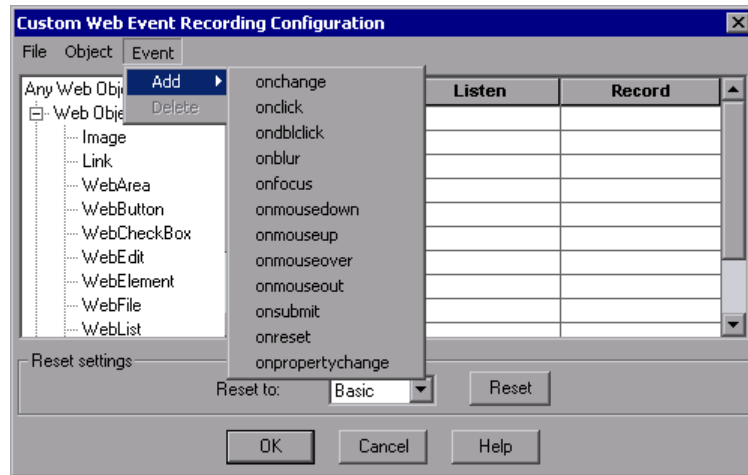 Custom Web Event Recording Configuration
File Object Event
Any Web Obj
Add
Delete
Listen Record
Web Obje
Image
Link
WebArea
WebButton
WebCheckBox
WebEdit
WebElement
WebFile
WebList
onchange
onclick
ondblclick
onblur
onfocus
onmousedown
onmouseup
onmouseover
onmouseout
onsubmit
onreset
onpropertychange
Reset settings
Reset to: Basic Reset
OK Cancel Help